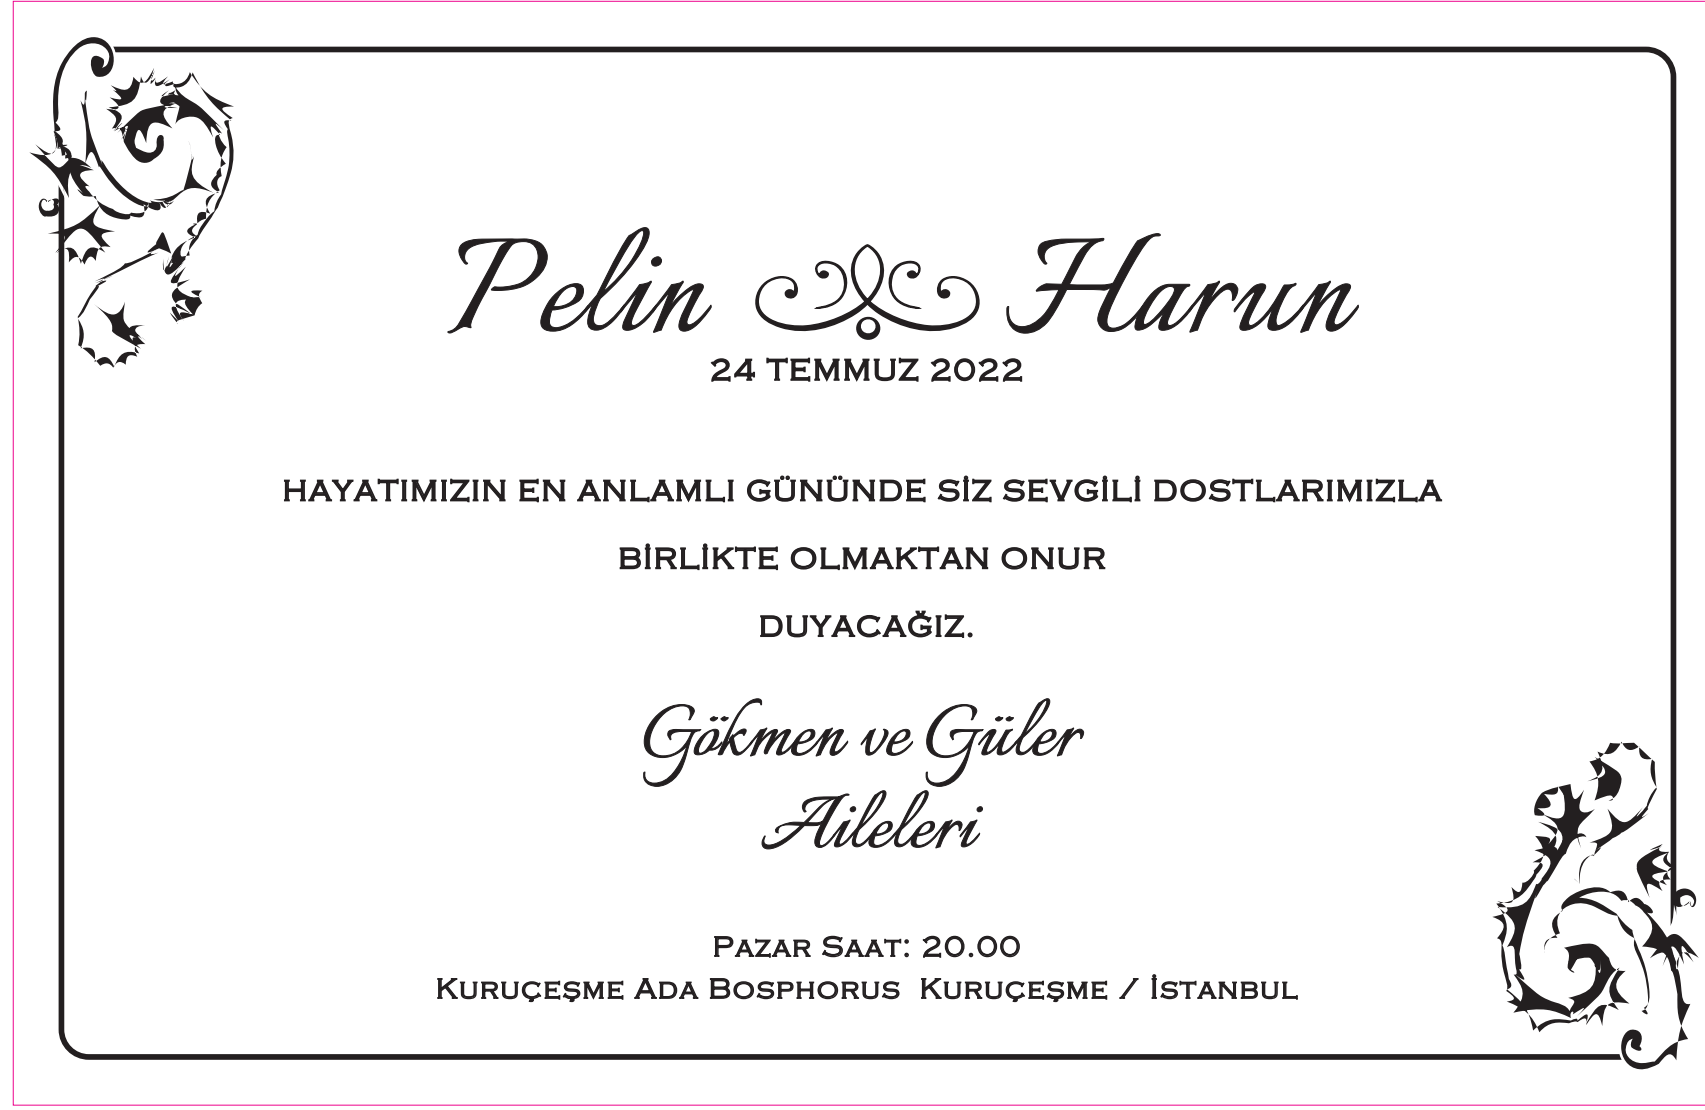 Pelin Harun
24 TEMMUZ 2022
HAYATIMIZIN EN ANLAMLI GÜNÜNDE SİZ SEVGİLİ DOSTLARIMIZLA
BİRLİKTE OLMAKTAN ONUR
DUYACAĞIZ.
Gökmen ve Güler
Aileleri
PAZAR SAAT: 20.00
KURUÇEŞME ADA BOSPHORUS KURUÇEŞME / İSTANBUL